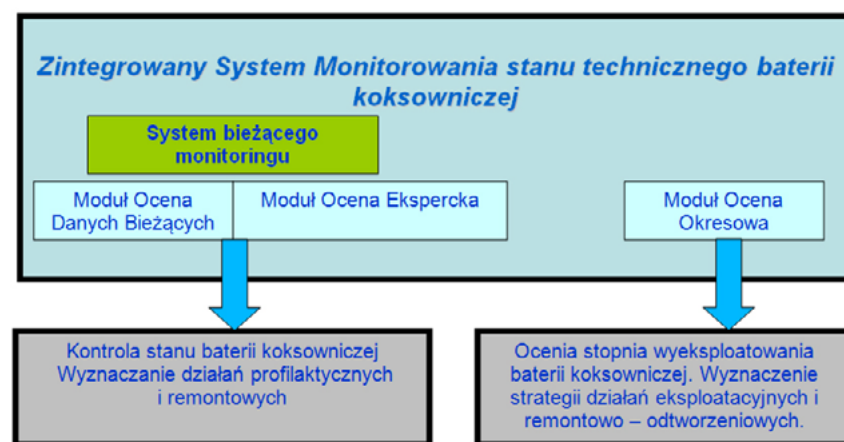 Zintegrowany System Monitorowania stanu technicznego baterii
koksowniczej
System bieżącego
monitoringu
Moduł Ocena
Danych Bieżących
Moduł Ocena Ekspercka
Moduł Ocena
Okresowa
Kontrola stanu baterii koksowniczej
Wyznaczanie działań profilaktycznych
i remontowych
Ocenia stopnia wyeksploatowania
baterii koksowniczej. Wyznaczenie
strategii działań eksploatacyjnych i
remontowo – odtworzeniowych.